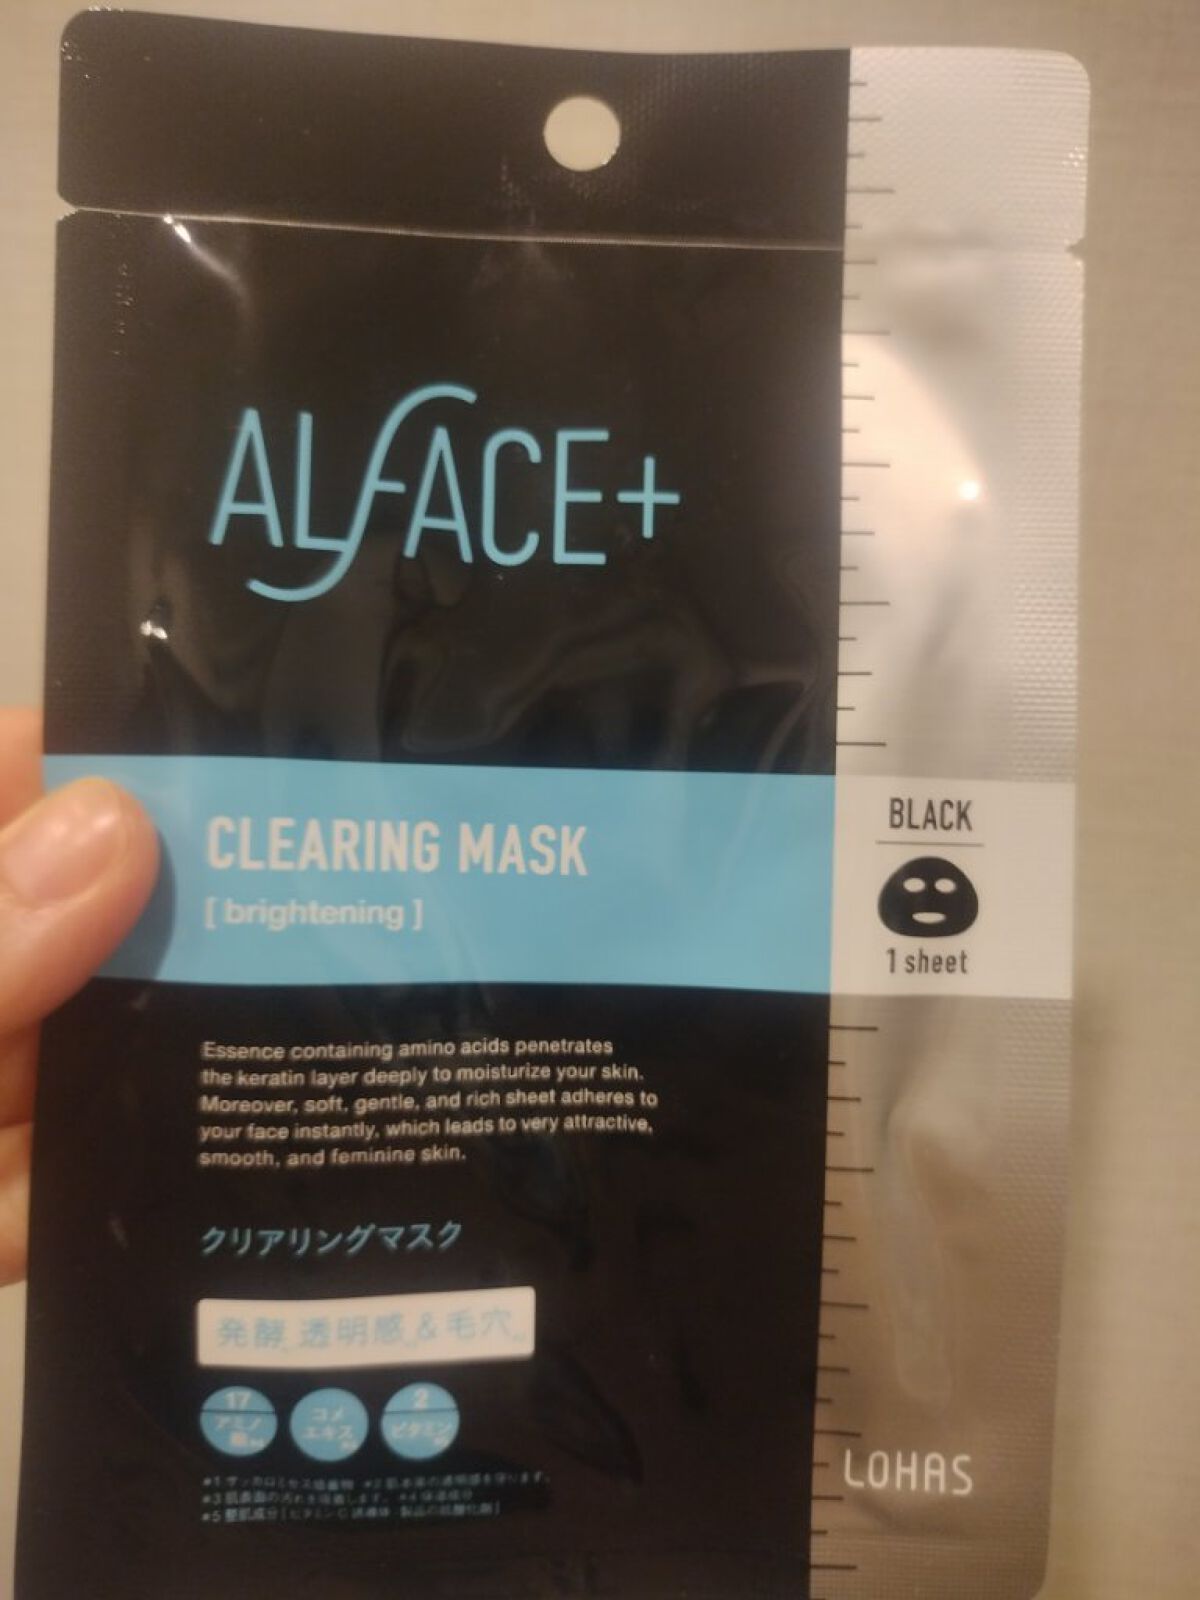 ALFACE+
CLEARING MASK
[ brightening ]
BLACK
1 sheet
Essence containing amino acids penetrates
the keratin layer deeply to moisturize your skin.
Moreover, soft, gentle, and rich sheet adheres to
your face instantly, which leads to very attractive,
smooth, and feminine skin.
クリアリングマスク
発酵 透明感 & 毛穴
17
アミノ
酸
コメ
エキス
2
ビタミン
LOHAS